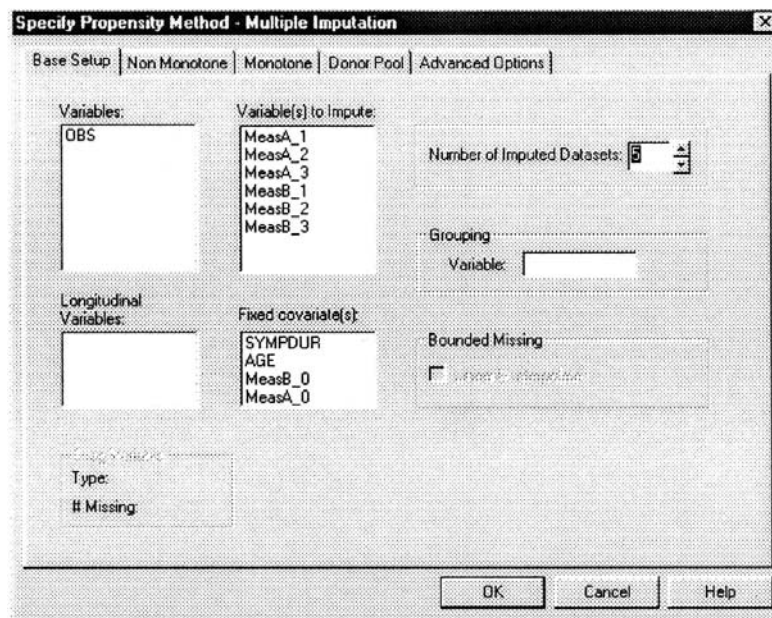 Specify Propensity Method - Multiple Imputation
Base Setup
Non Monotone
Monotone
Donor Pool
Advanced Options
Variables:
OBS
Variable(s) to Impute:
MeasA_1
MeasA_2
MeasA_3
MeasB_1
MeasB_2
MeasB_3
Number of Imputed Datasets: 5
Grouping
Variable:
Longitudinal
Variables:
Fixed covariate(s):
SYMPDUR
AGE
MeasB_0
MeasA_0
Bounded Missing
Type:
# Missing:
OK
Cancel
Help